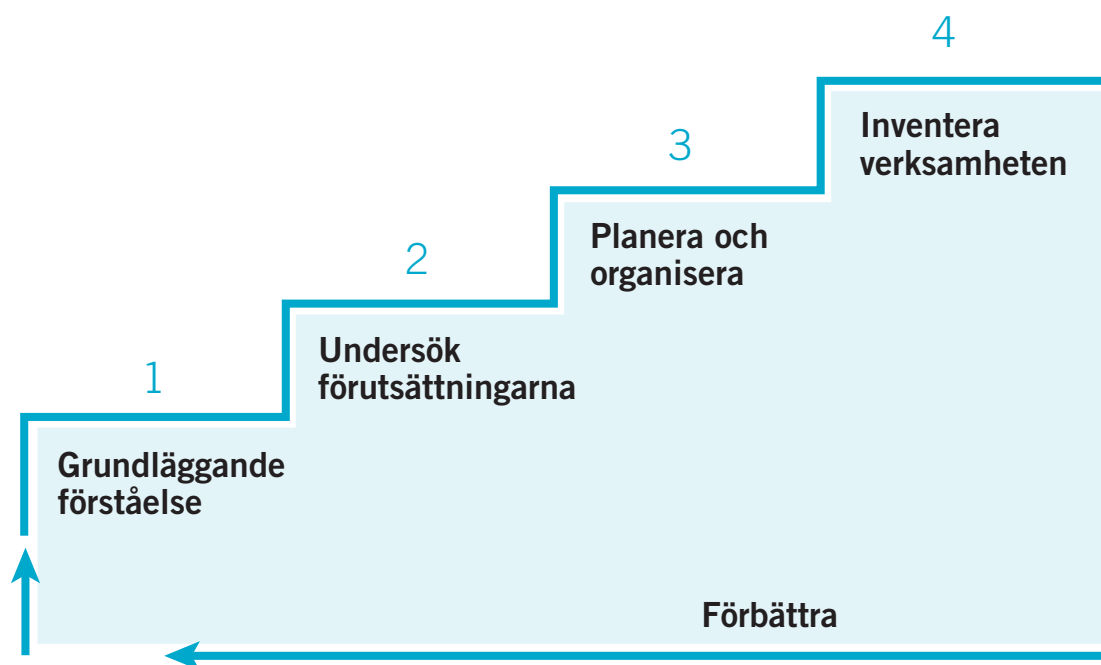 4
Inventera
verksamheten
3
Planera och
organisera
2
Undersök
förutsättningarna
1
Grundläggande
förståelse
Förbättra